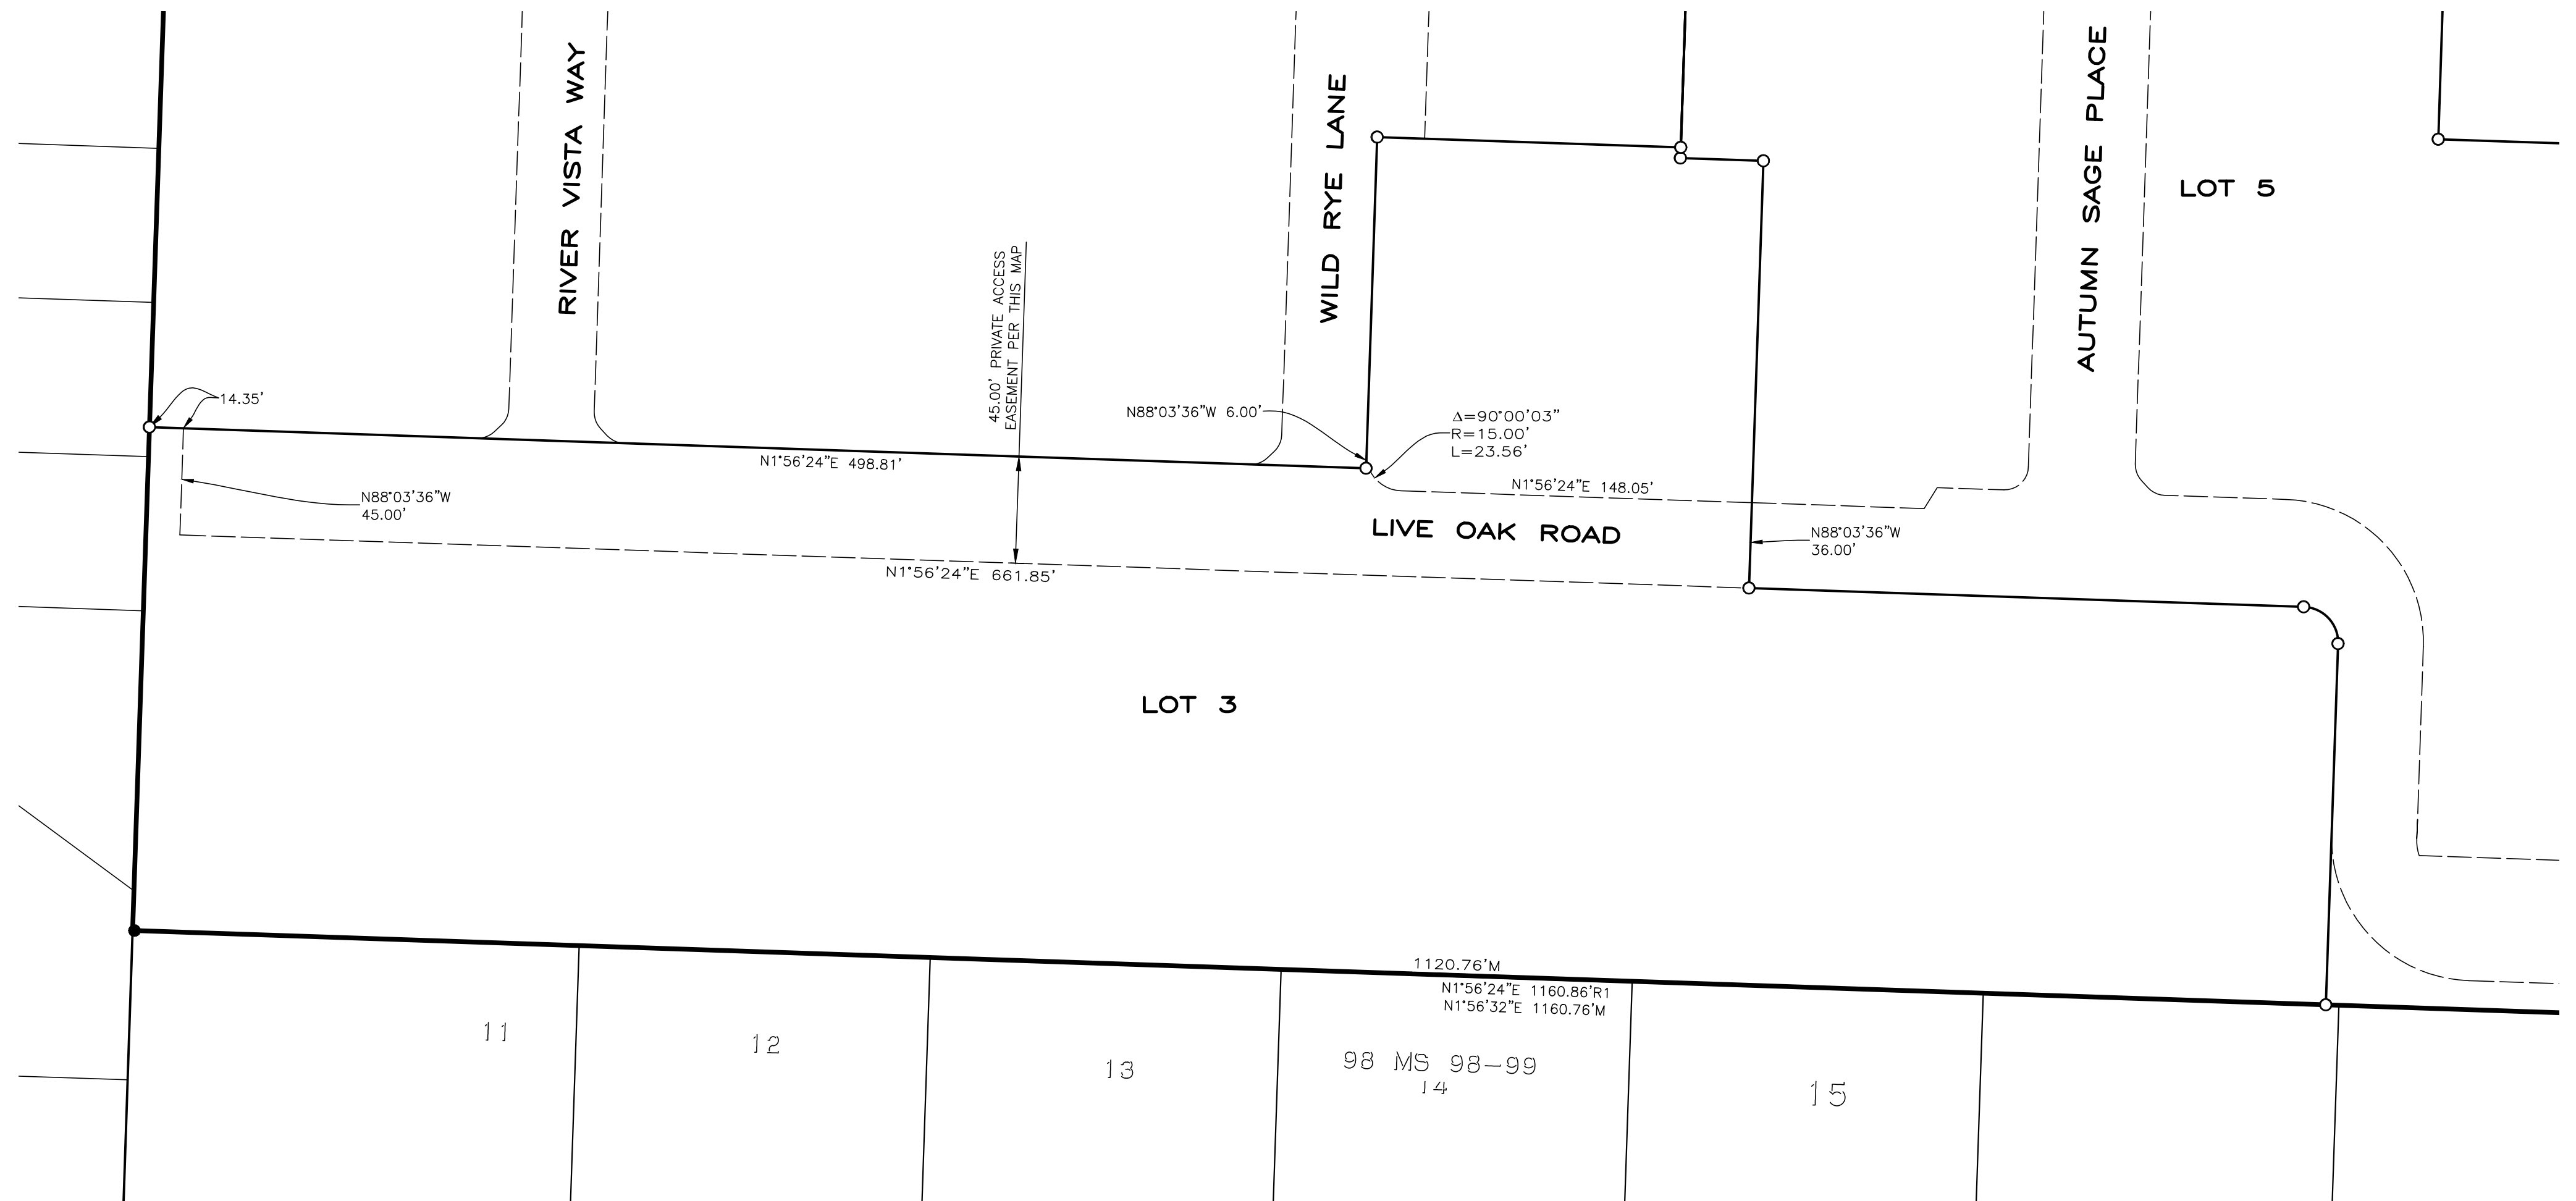 RIVER VISTA WAY
WILD RYE LANE
AUTUMN SAGE PLACE
LOT 5
45.00' PRIVATE ACCESS
EASEMENT PER THIS MAP
14.35'
N88°03'36"W 6.00'
Δ=90°00'03"
R=15.00'
L=23.56'
N1°56'24"E 498.81'
N88°03'36"W
45.00'
N1°56'24"E 148.05'
LIVE OAK ROAD
N88°03'36"W
36.00'
N1°56'24"E 661.85'
LOT 3
1120.76'M
N1°56'24"E 1160.86'R1
N1°56'32"E 1160.76'M
11
12
13
98 MS 98-99
14
15